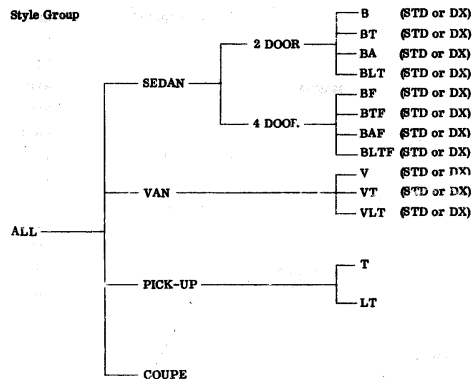 Style Group
B (STD or DX)
BT (STD or DX)
2 DOOR
BA (STD or DX)
BLT (STD or DX)
SEDAN
BF (STD or DX)
BTF (STD or DX)
4 DOOF.
BAF (STD or DX)
BLTF (STD or DX)
V (STD or DX)
VAN
VT (STD or DX)
VLT (STD or DX)
ALL
T
PICK-UP
LT
COUPE